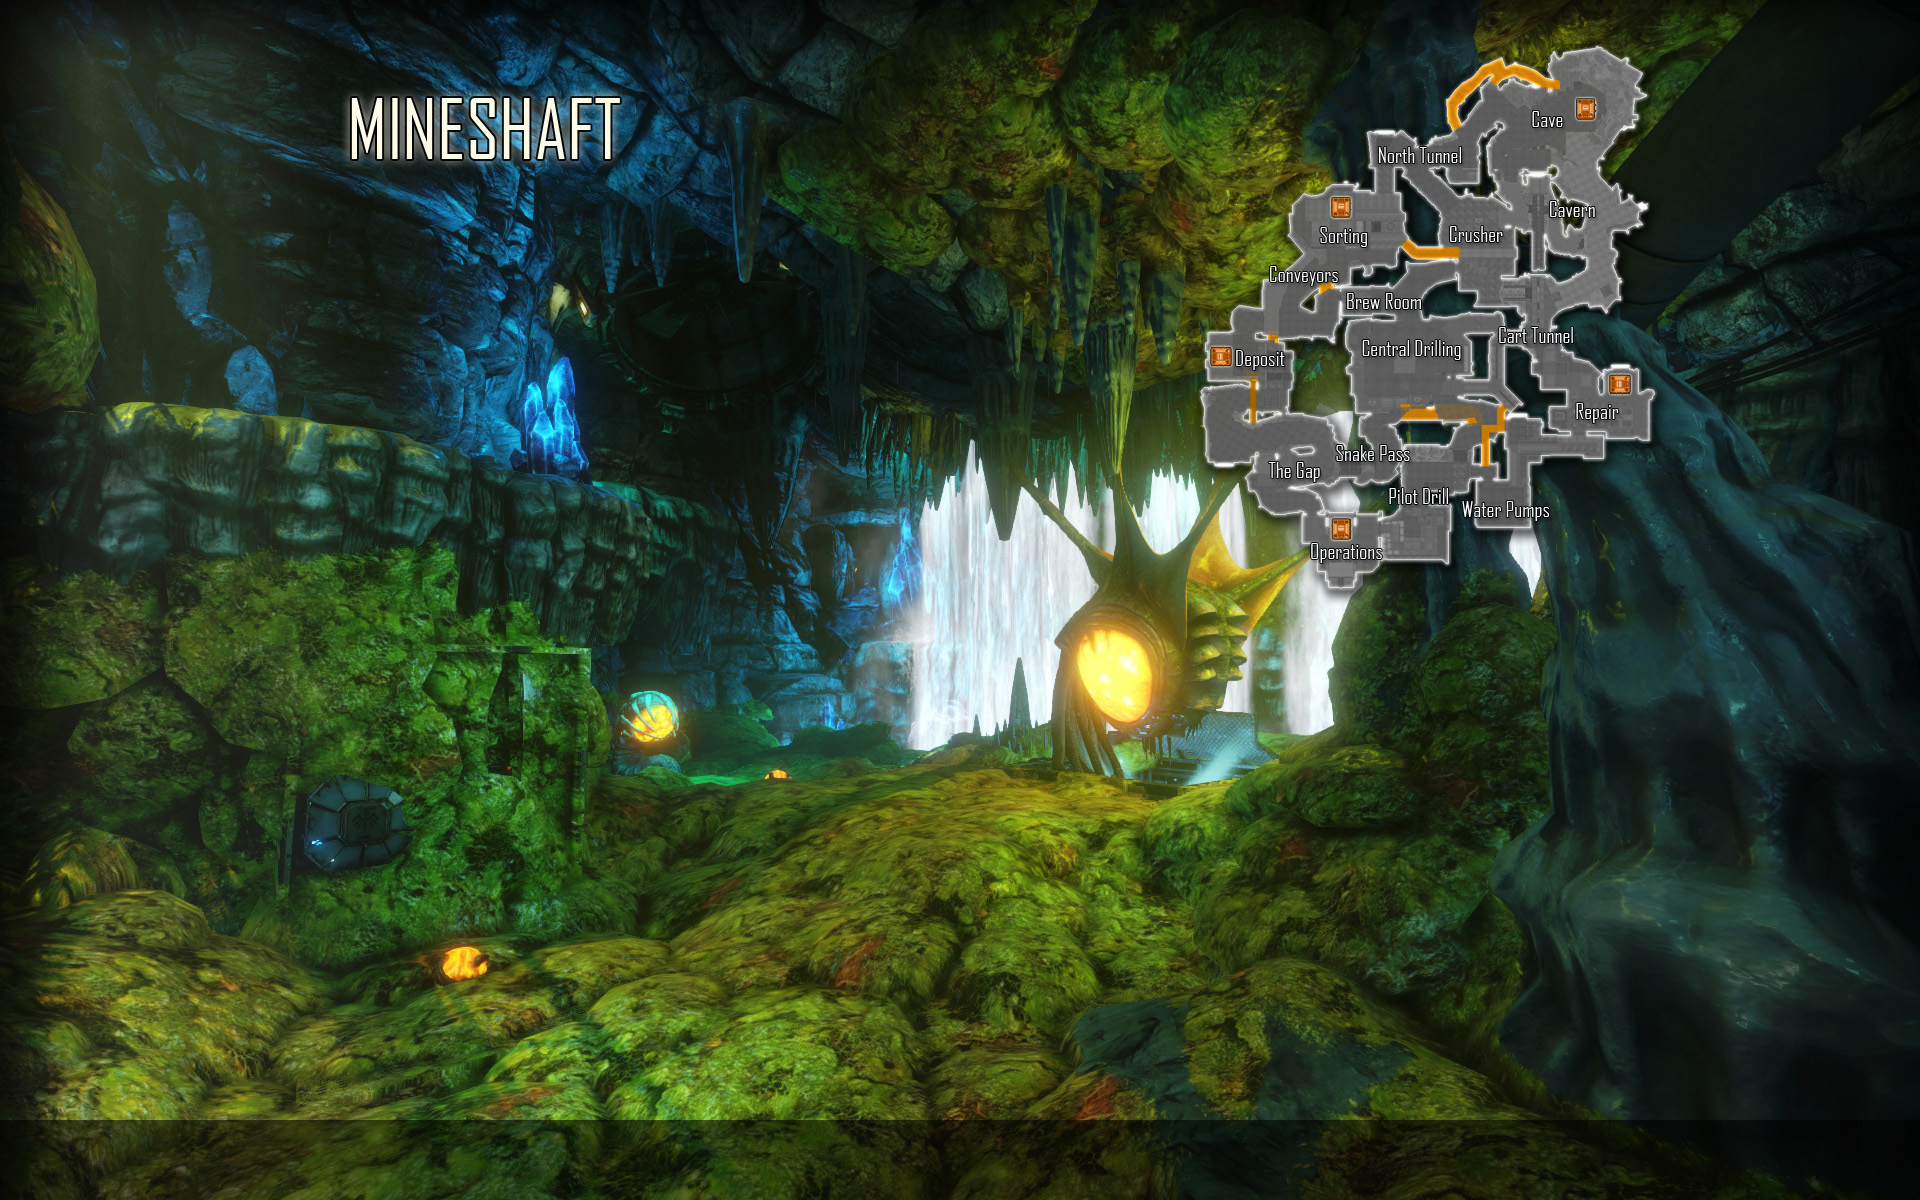 MINESHAFT
Cave
North Tunnel
Cavern
Sorting
Crusher
Conveyors
Brew Room
Cart Tunnel
Central Drilling
Deposit
Repair
Snake Pass
The Gap
Pilot Drill
Water Pumps
Operations